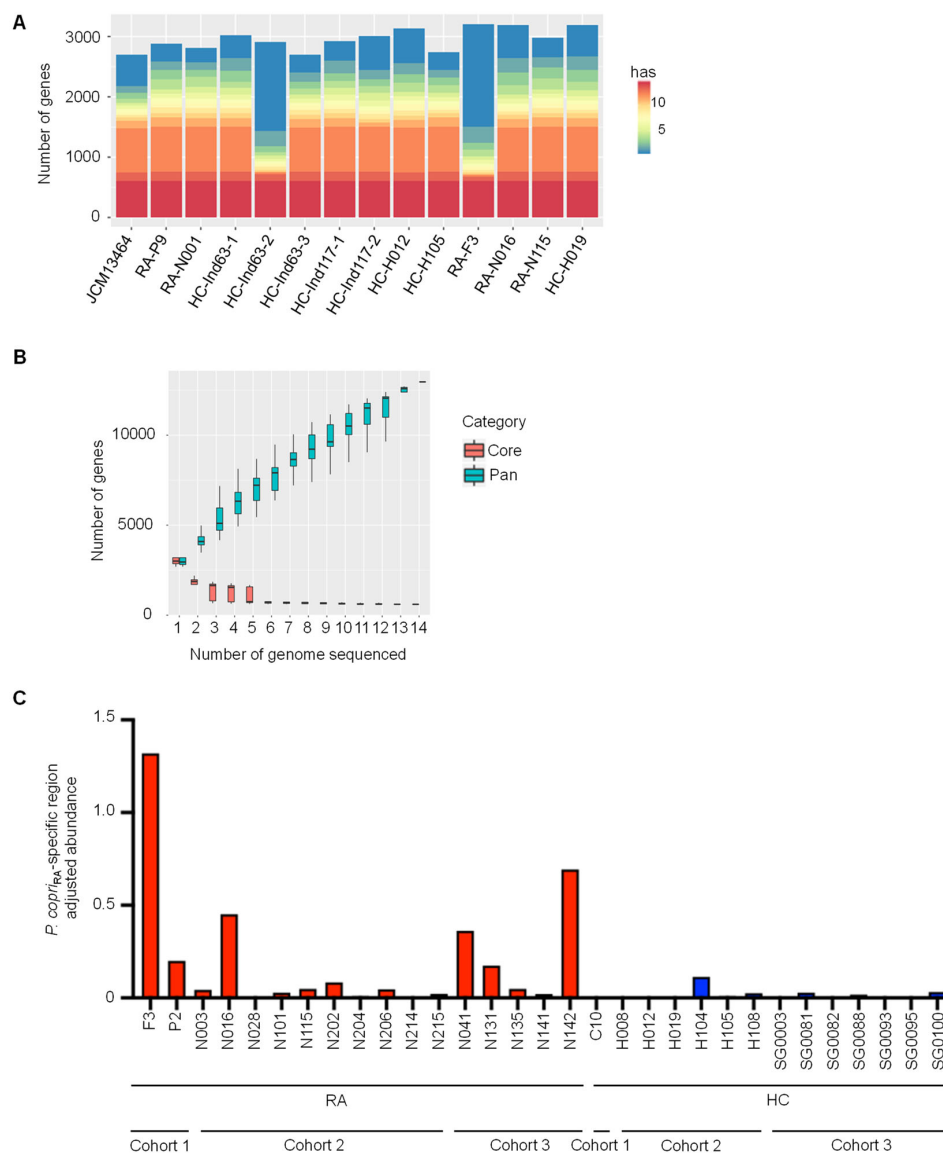 A
Number of genes
3000
2000
1000
0
has
10
5
JCM13464
RA-P9
RA-N001
HC-Ind63-1
HC-Ind63-2
HC-Ind63-3
HC-Ind117-1
HC-Ind117-2
HC-H012
HC-H105
RA-F3
RA-N016
RA-N115
HC-H019
B
Number of genes
10000
5000
0
Category
Core
Pan
1 2 3 4 5 6 7 8 9 10 11 12 13 14
Number of genome sequenced
C
P. copriRA-specific region
adjusted abundance
1.5
1.0
0.5
0
F3
P2
N003
N016
N028
N101
N115
N202
N204
N206
N214
N215
N041
N131
N135
N141
N142
C10
H008
H012
H019
H104
H105
H108
SG0003
SG0081
SG0082
SG0088
SG0093
SG0095
SG0100
RA HC
Cohort 1 Cohort 2 Cohort 3 Cohort 1 Cohort 2 Cohort 3